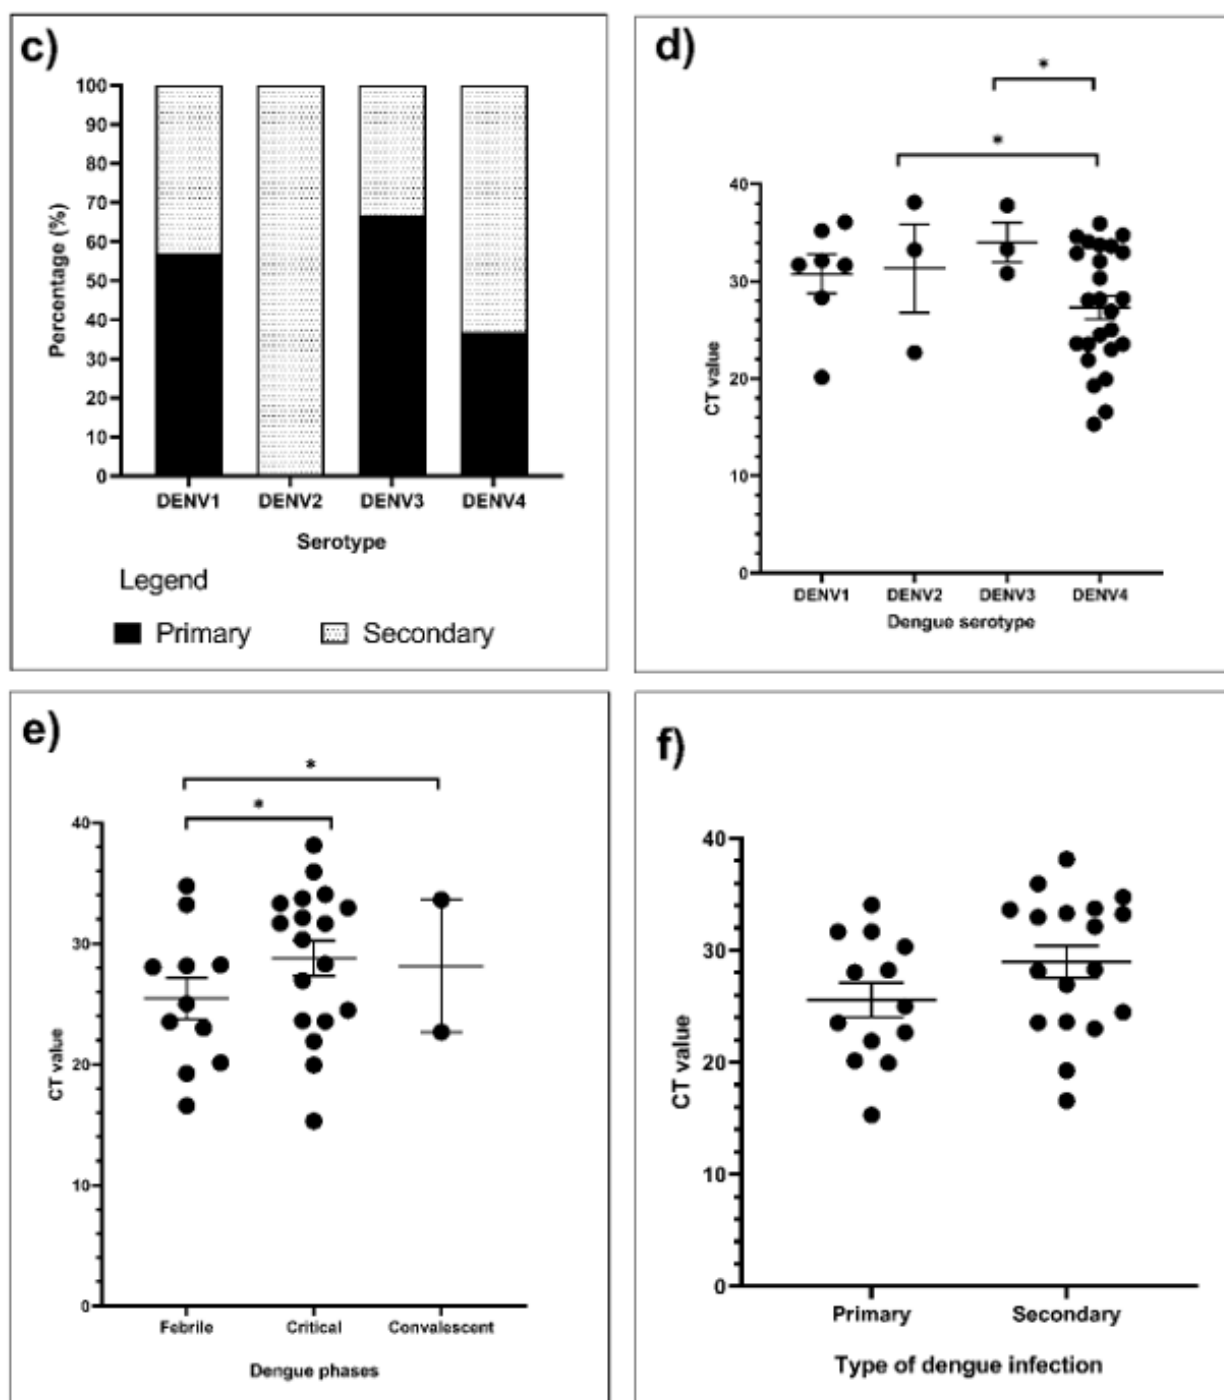 c)
Percentage (%)
100
90
80
70
60
50
40
30
20
10
0
DENV1 DENV2 DENV3 DENV4
Serotype
Legend
Primary Secondary
d)
*
*
CT value
40
30
20
10
0
DENV1 DENV2 DENV3 DENV4
Dengue serotype
e)
*
*
CT value
40
30
20
10
0
Febrile Critical Convalescent
Dengue phases
f)
CT value
40
30
20
10
0
Primary Secondary
Type of dengue infection